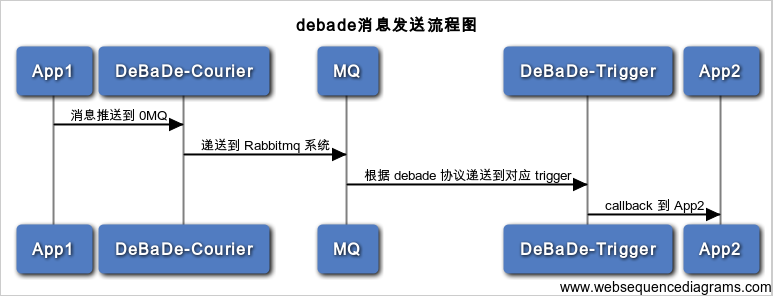 debade消息发送流程图
App1
DeBaDe-Courier
MQ
DeBaDe-Trigger
App2
消息推送到 0MQ
递送到 Rabbitmq 系统
根据 debade 协议递送到对应 trigger
callback 到 App2
App1
DeBaDe-Courier
MQ
DeBaDe-Trigger
App2
www.websequencediagrams.com